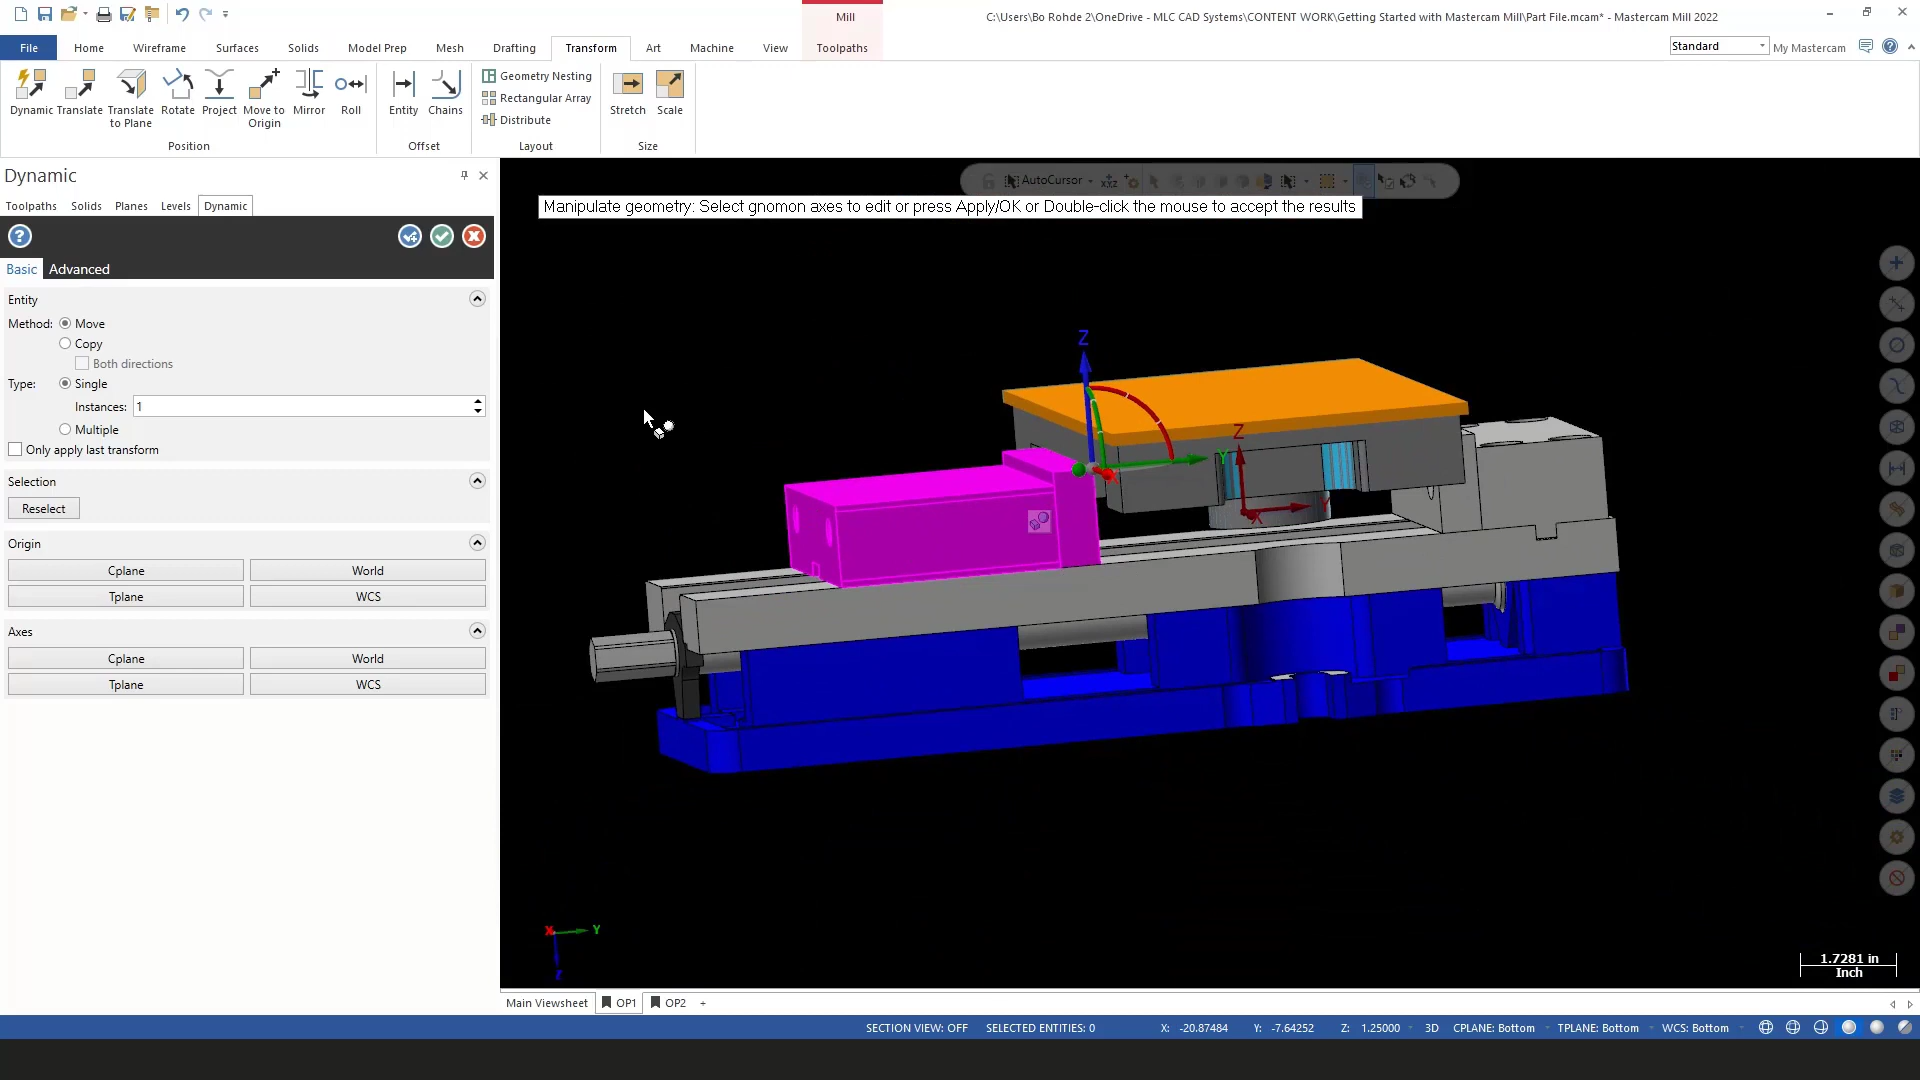 Mill
C:\Users\Bo Rohde 2\OneDrive - MLC CAD Systems\CONTENT WORK\Getting Started with Mastercam Mill\Part File.mcam* - Mastercam Mill 2022
File
Home
Wireframe
Surfaces
Solids
Model Prep
Mesh
Drafting
Transform
Art
Machine
View
Toolpaths
Standard
My Mastercam
Dynamic
Translate
Translate
to Plane
Rotate
Project
Move to
Origin
Mirror
Roll
Entity
Chains
Geometry Nesting
Rectangular Array
Distribute
Stretch
Scale
Position
Offset
Layout
Size
Dynamic
Toolpaths
Solids
Planes
Levels
Dynamic
Basic
Advanced
Entity
Method:
Move
Copy
Both directions
Type:
Single
Instances:
1
Multiple
Only apply last transform
Selection
Reselect
Origin
Cplane
World
Tplane
WCS
Axes
Cplane
World
Tplane
WCS
AutoCursor
Manipulate geometry: Select gnomon axes to edit or press Apply/OK or Double-click the mouse to accept the results
Z
Y
X
Z
Y
X
X
Y
1.7281 in
Inch
Main Viewsheet
OP1
OP2
+
SECTION VIEW: OFF
SELECTED ENTITIES: 0
X: -20.87484
Y: -7.64252
Z: 1.25000
3D
CPLANE: Bottom
TPLANE: Bottom
WCS: Bottom